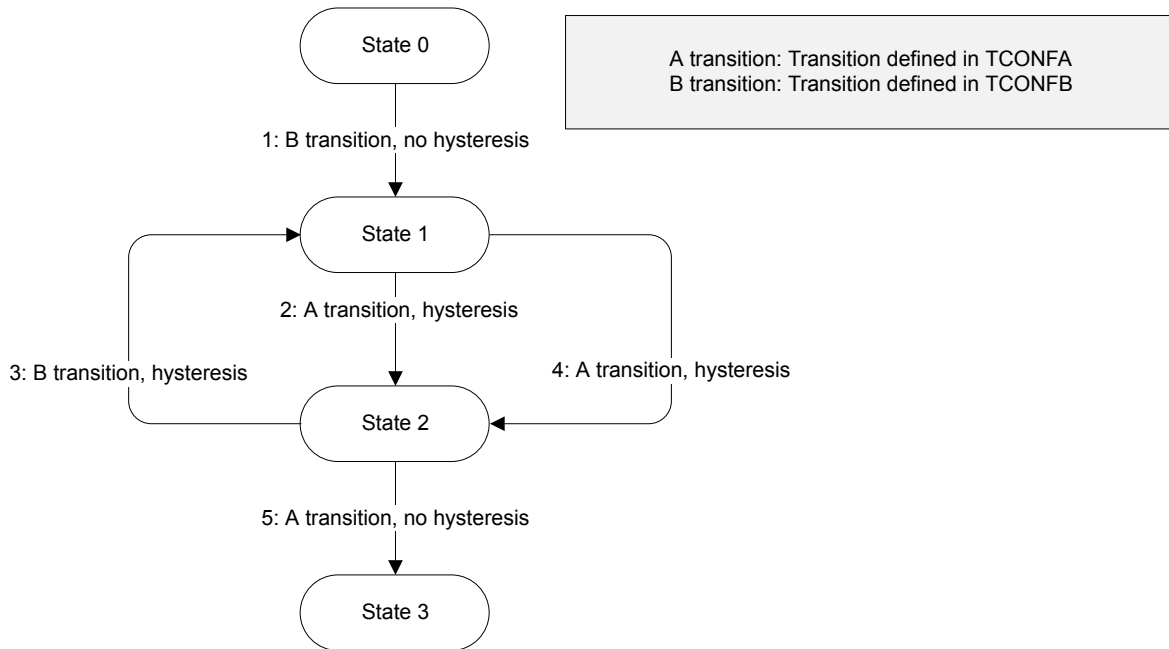 State 0
A transition: Transition defined in TCONFA
B transition: Transition defined in TCONFB
1: B transition, no hysteresis
State 1
2: A transition, hysteresis
3: B transition, hysteresis
4: A transition, hysteresis
State 2
5: A transition, no hysteresis
State 3